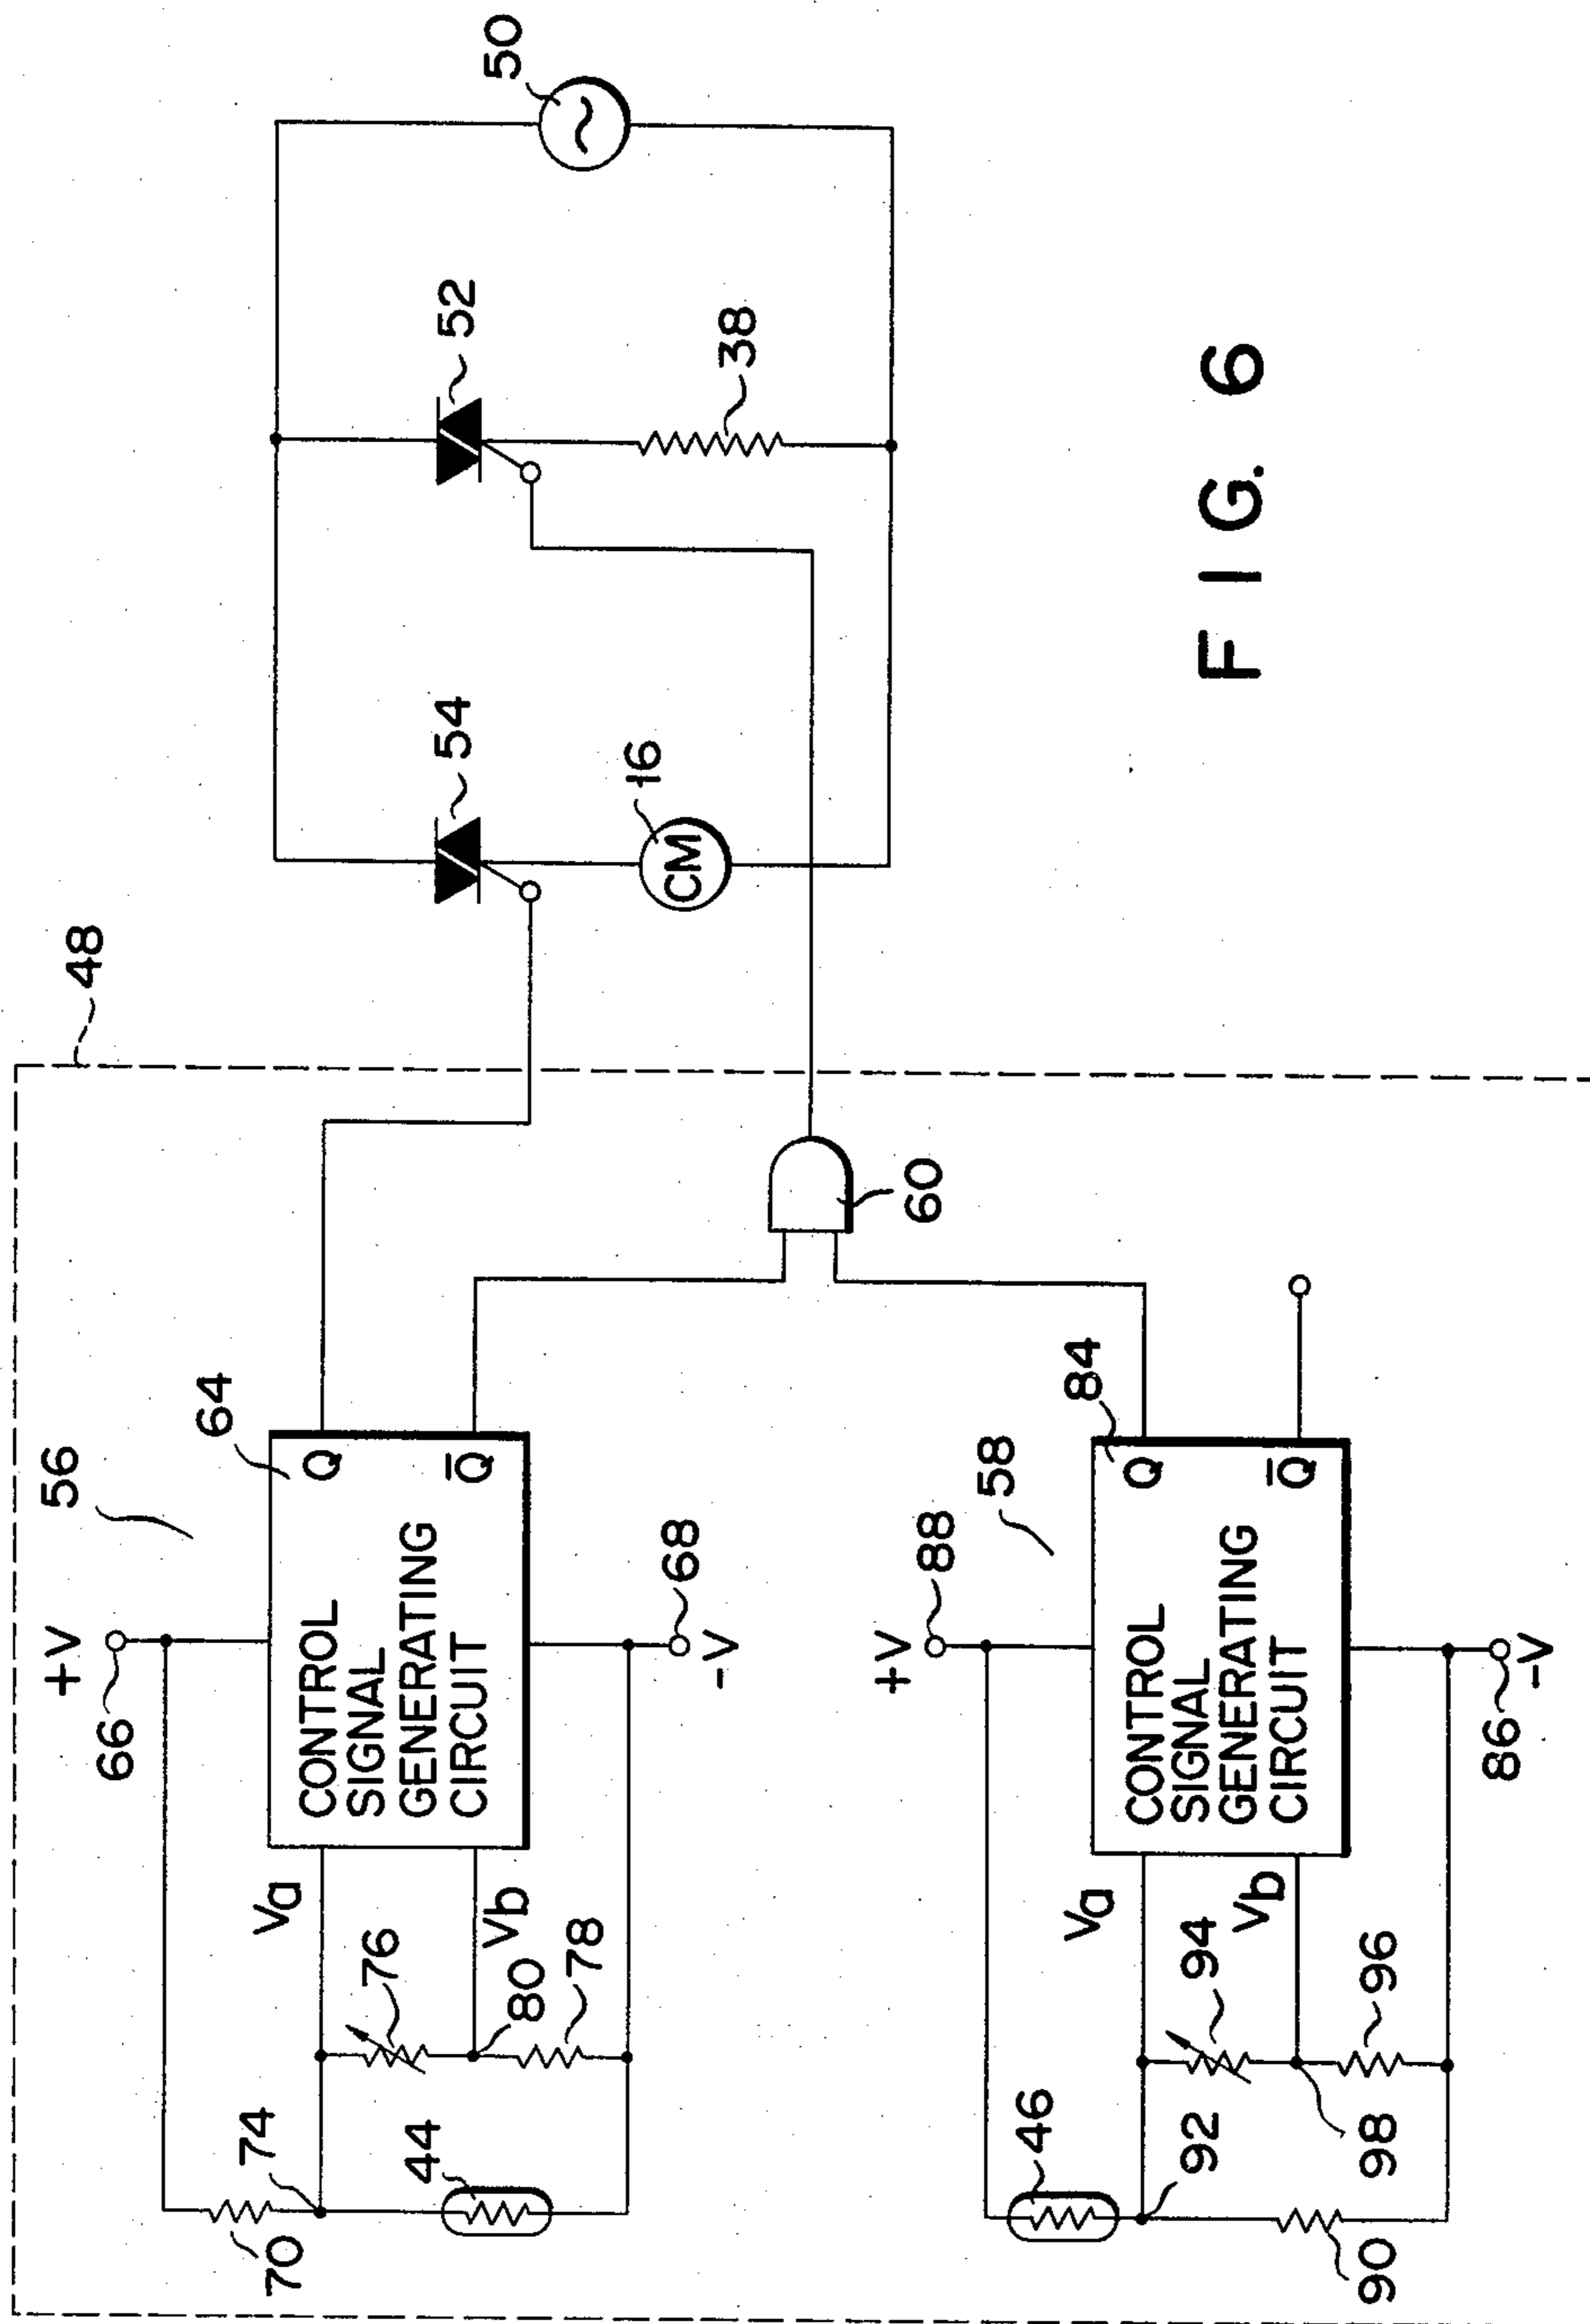 48
56
+V
66
64
CONTROL
SIGNAL
GENERATING
CIRCUIT
Q
Q̅
Va
Vb
68
-V
70
74
44
76
80
78
58
+V
88
84
CONTROL
SIGNAL
GENERATING
CIRCUIT
Q
Q̅
Va
Vb
86
-V
46
92
90
94
98
96
60
54
16
CM
52
38
50
~
FIG. 6